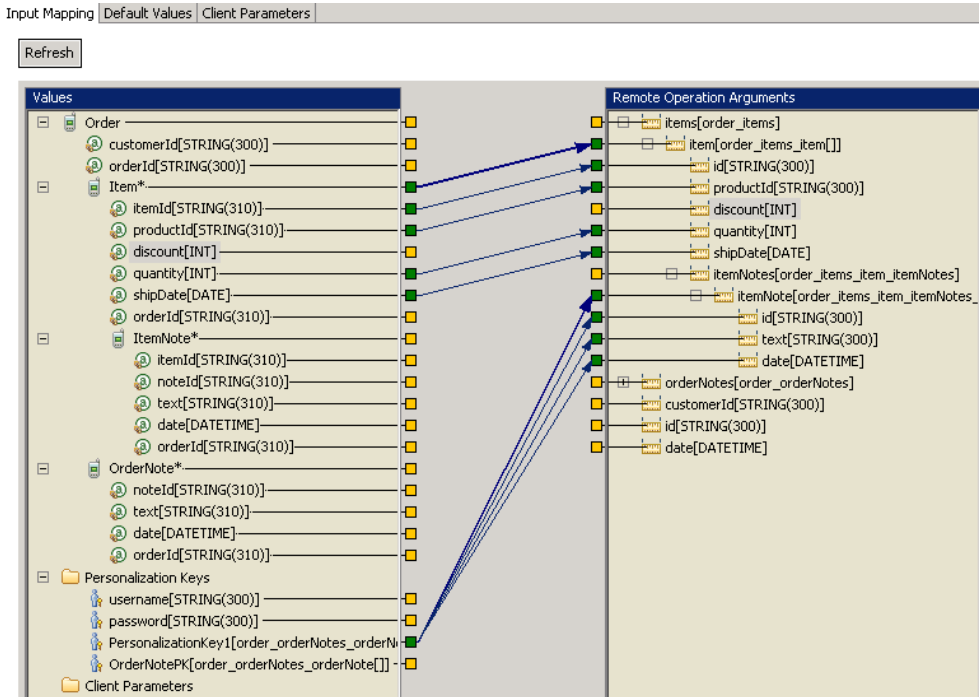 Input Mapping Default Values Client Parameters
Refresh
Values
Order
customerId[STRING(300)]
orderId[STRING(300)]
Item*
itemId[STRING(310)]
productId[STRING(310)]
discount[INT]
quantity[INT]
shipDate[DATE]
orderId[STRING(310)]
ItemNote*
itemId[STRING(310)]
noteId[STRING(310)]
text[STRING(310)]
date[DATETIME]
orderId[STRING(310)]
OrderNote*
noteId[STRING(310)]
text[STRING(310)]
date[DATETIME]
orderId[STRING(310)]
Personalization Keys
username[STRING(300)]
password[STRING(300)]
PersonalizationKey1[order_orderNotes_orderN
OrderNotePK[order_orderNotes_orderNote[]]
Client Parameters
Remote Operation Arguments
items[order_items]
item[order_items_item[]]
id[STRING(300)]
productId[STRING(300)]
discount[INT]
quantity[INT]
shipDate[DATE]
itemNotes[order_items_item_itemNotes]
itemNote[order_items_item_itemNotes_
id[STRING(300)]
text[STRING(300)]
date[DATETIME]
orderNotes[order_orderNotes]
customerId[STRING(300)]
id[STRING(300)]
date[DATETIME]